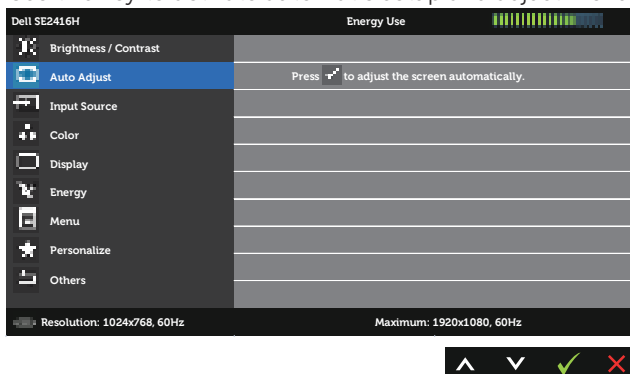 Dell SE2416H Energy Use
Brightness / Contrast
Auto Adjust Press to adjust the screen automatically.
Input Source
Color
Display
Energy
Menu
Personalize
Others
Resolution: 1024x768, 60Hz Maximum: 1920x1080, 60Hz